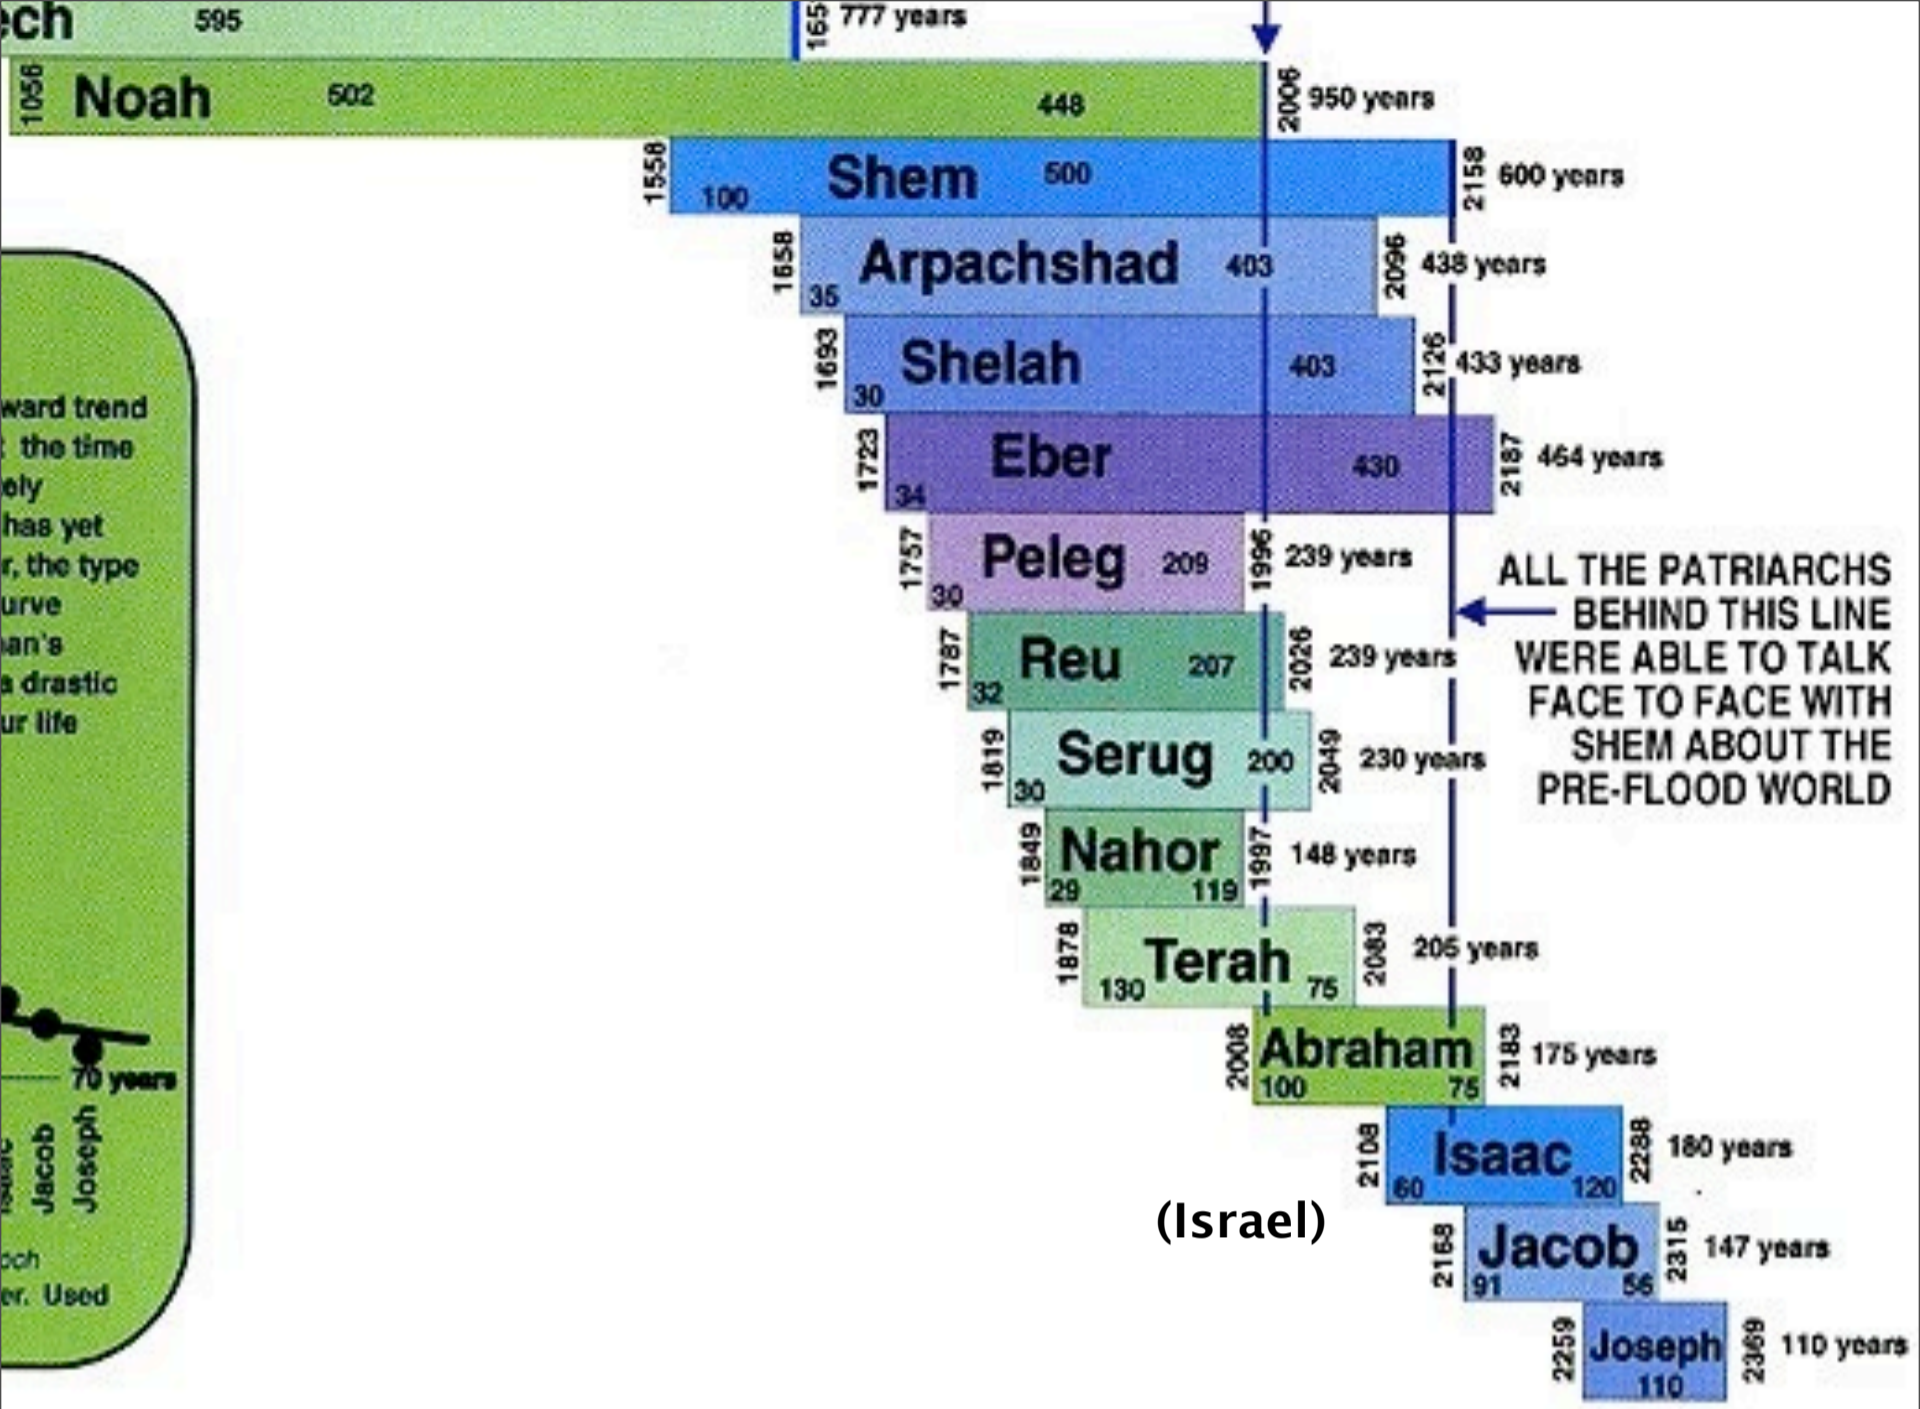 ech 595 165 777 years
1056 Noah 502 448 2006 950 years
1558 100 Shem 500 2158 600 years
1658 35 Arpachshad 403 2096 438 years
1693 30 Shelah 403 2126 433 years
1723 34 Eber 430 2187 464 years
1757 30 Peleg 209 1996 239 years
1787 32 Reu 207 2026 239 years
1819 30 Serug 200 2049 230 years
1849 29 Nahor 119 1997 148 years
1878 130 Terah 75 2083 205 years
2008 Abraham 100 75 2183 175 years
2108 60 Isaac 120 2288 180 years
(Israel)
2168 91 Jacob 56 2315 147 years
2259 Joseph 110 2369 110 years
ALL THE PATRIARCHS
BEHIND THIS LINE
WERE ABLE TO TALK
FACE TO FACE WITH
SHEM ABOUT THE
PRE-FLOOD WORLD
ward trend
the time
ely
has yet
r, the type
urve
an's
a drastic
ur life
70 years
Jacob
Joseph
och
er. Used